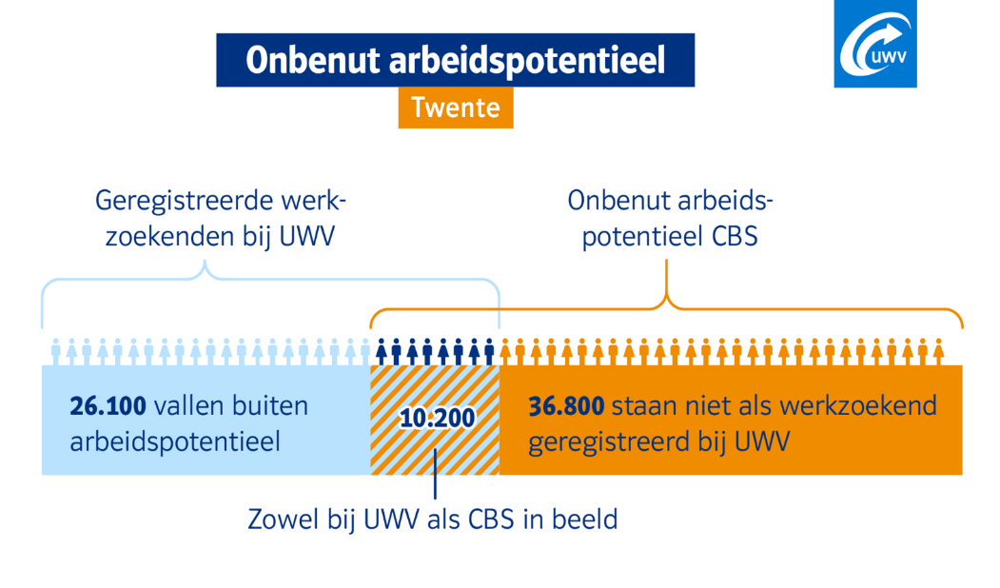 Onbenut arbeidspotentieel
UWV
Twente
Geregistreerde werk-
zoekenden bij UWV
Onbenut arbeids-
potentieel CBS
26.100 vallen buiten
arbeidspotentieel
10.200
36.800 staan niet als werkzoekend
geregistreerd bij UWV
Zowel bij UWV als CBS in beeld